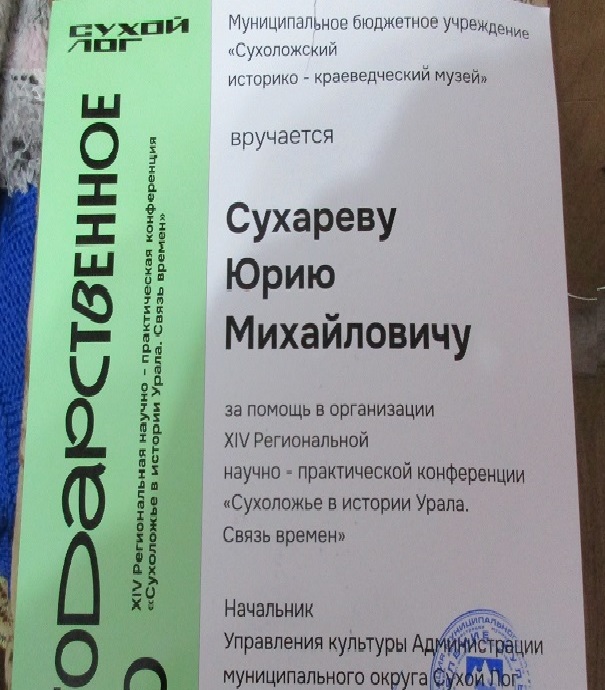 СУХОЙ
ЛОГ
ОДАРСТВЕННОЕ
XIV Региональная научно - практическая конференция
«Сухоложье в истории Урала. Связь времен»
Муниципальное бюджетное учреждение
«Сухоложский
историко - краеведческий музей»
вручается
Сухареву
Юрию
Михайловичу
за помощь в организации
XIV Региональной
научно - практической конференции
«Сухоложье в истории Урала.
Связь времен»
Начальник
Управления культуры Администрации
муниципального округа Сухой Лог